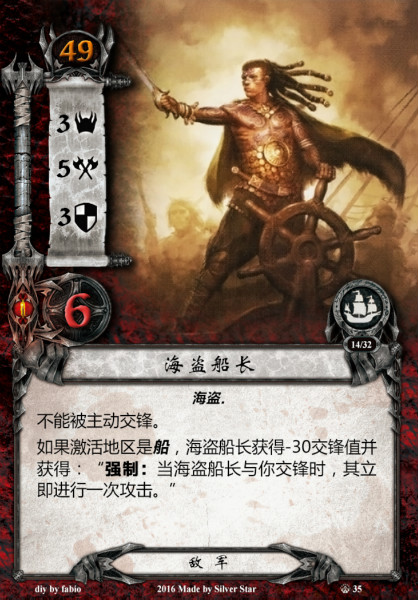 49
3
5
3
6
14/32
海盗船长
海盗.
不能被主动交锋。
如果激活地区是船，海盗船长获得-30交锋值并
获得：“强制：当海盗船长与你交锋时，其立
即进行一次攻击。”
敌军
diy by fabio 2016 Made by Silver Star 35